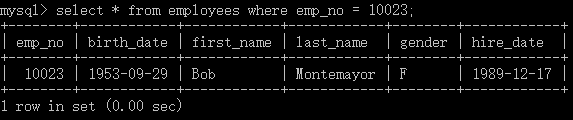 mysql> select * from employees where emp_no = 10023;
+--------+------------+------------+------------+--------+------------+
| emp_no | birth_date | first_name | last_name | gender | hire_date |
+--------+------------+------------+------------+--------+------------+
| 10023 | 1953-09-29 | Bob | Montemayor | F | 1989-12-17 |
+--------+------------+------------+------------+--------+------------+
1 row in set (0.00 sec)